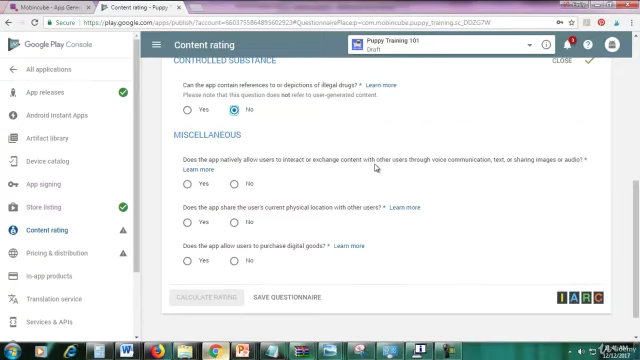 Mobincube - App Gener
Content rating - Puppy Tr
Secure
https://play.google.com/apps/publish/?account=6603755864893602923#QuestionnairePlace:p=com.mobincube.puppy_training.sc_DDZG7W
Google Play Console
Content rating
Puppy Training 101
Draft
All applications
App releases
Android Instant Apps
Artifact library
Device catalog
App signing
Store listing
Content rating
Pricing & distribution
In-app products
Translation service
Services & APIs
CONTROLLED SUBSTANCE
CLOSE
Can the app contain references to or depictions of illegal drugs? * Learn more
Please note that this question does not refer to user-generated content.
Yes No
MISCELLANEOUS
Does the app natively allow users to interact or exchange content with other users through voice communication, text, or sharing images or audio? *
Learn more
Yes No
Does the app share the user's current physical location with other users? * Learn more
Yes No
Does the app allow users to purchase digital goods? * Learn more
Yes No
CALCULATE RATING SAVE QUESTIONNAIRE
IARC
12/12/2017